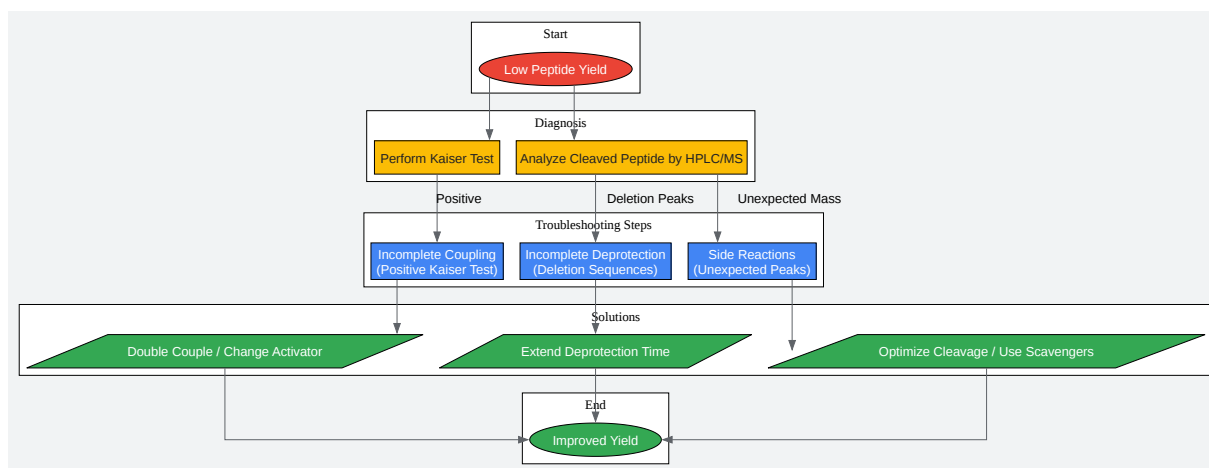 Start
Low Peptide Yield
Diagnosis
Perform Kaiser Test
Analyze Cleaved Peptide by HPLC/MS
Positive
Deletion Peaks
Unexpected Mass
Troubleshooting Steps
Incomplete Coupling
(Positive Kaiser Test)
Incomplete Deprotection
(Deletion Sequences)
Side Reactions
(Unexpected Peaks)
Solutions
Double Couple / Change Activator
Extend Deprotection Time
Optimize Cleavage / Use Scavengers
End
Improved Yield